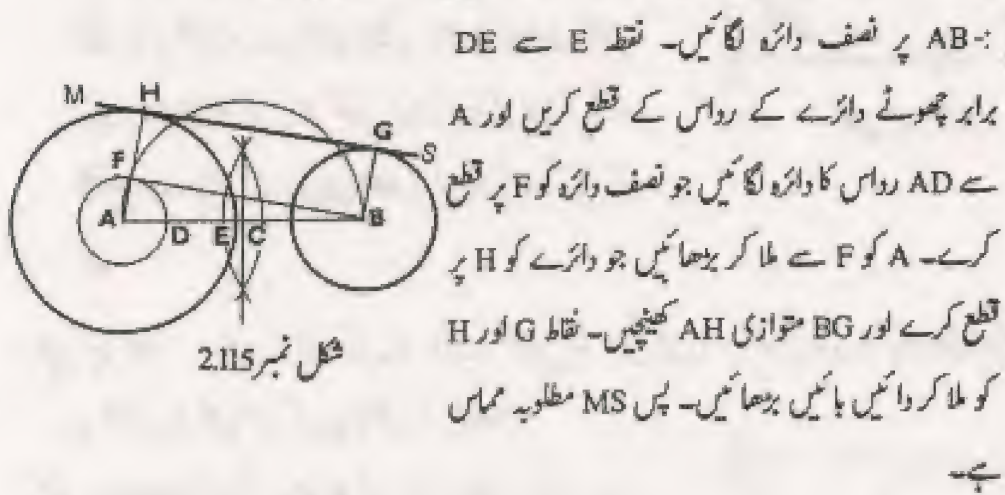 :-AB پر نصف دائرہ لگائیں۔ نقطہ E سے DE
برابر چھوٹے دائرے کے رداس کے قطع کریں اور A
سے AD رداس کا دائرہ لگائیں جو نصف دائرہ کو F پر قطع
کرے۔ A کو F سے ملا کر بڑھائیں جو دائرے کو H پر
قطع کرے اور BG متوازی AH کھینچیں۔ نقاط G اور H
کو ملا کر دائیں بائیں بڑھائیں۔ پس MS مطلوبہ مماس
ہے۔
M H
G
S
F
A D E C B
شکل نمبر 2.115